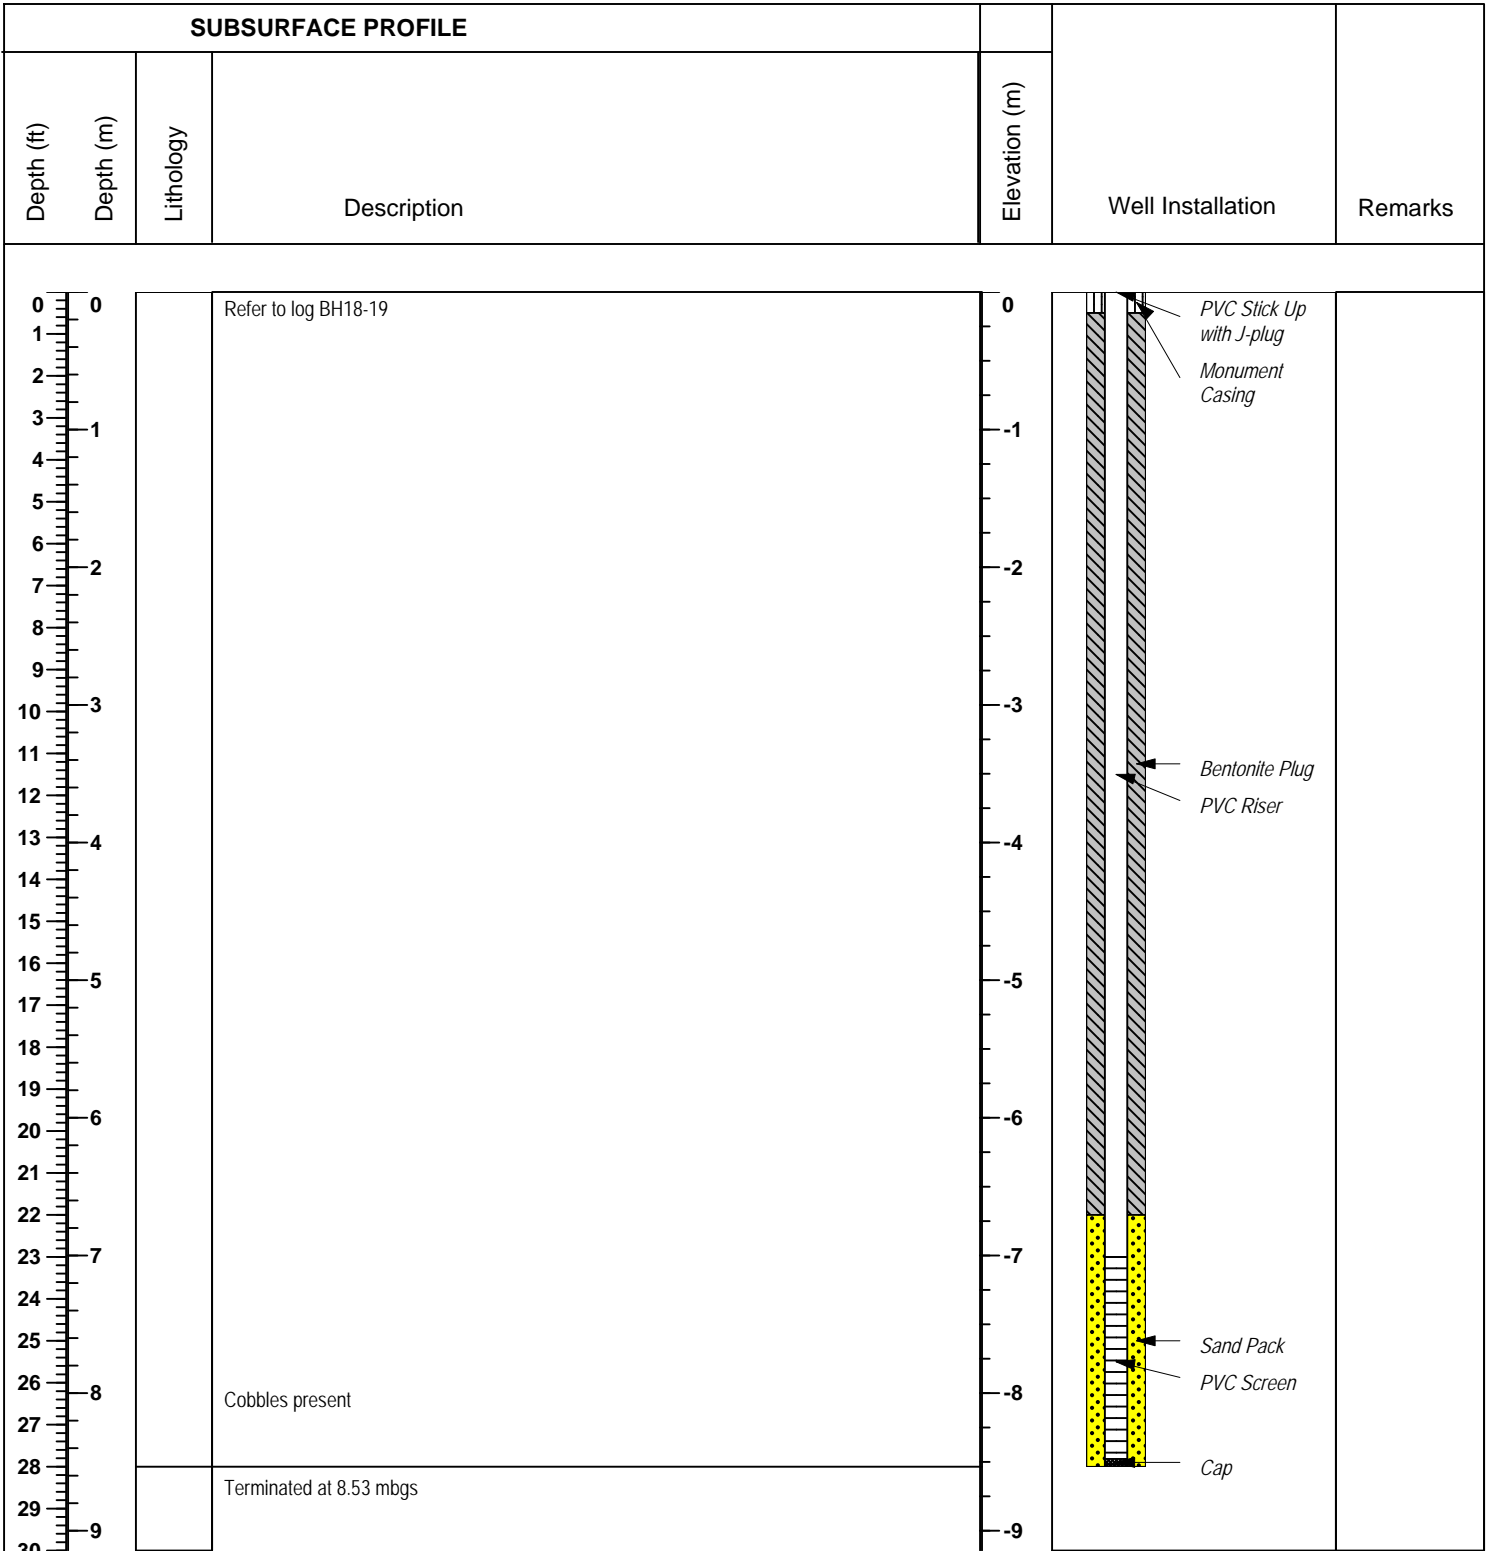 SUBSURFACE PROFILE
Depth (ft)
Depth (m)
Lithology
Description
Elevation (m)
Well Installation
Remarks
0
1
2
3
4
5
6
7
8
9
10
11
12
13
14
15
16
17
18
19
20
21
22
23
24
25
26
27
28
29
30
0
1
2
3
4
5
6
7
8
9
Refer to log BH18-19
Cobbles present
Terminated at 8.53 mbgs
0
-1
-2
-3
-4
-5
-6
-7
-8
-9
PVC Stick Up
with J-plug
Monument
Casing
Bentonite Plug
PVC Riser
Sand Pack
PVC Screen
Cap